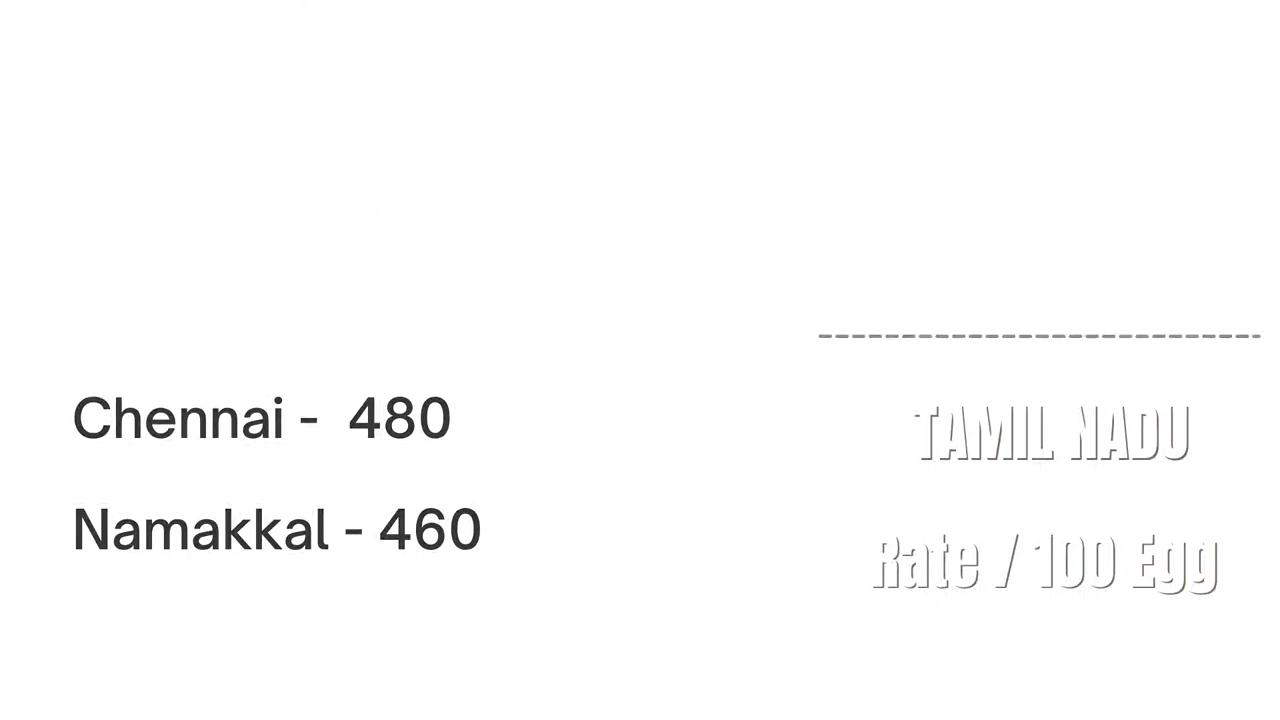 Chennai -  480
Namakkal - 460
TAMIL NADU
Rate / 100 Egg